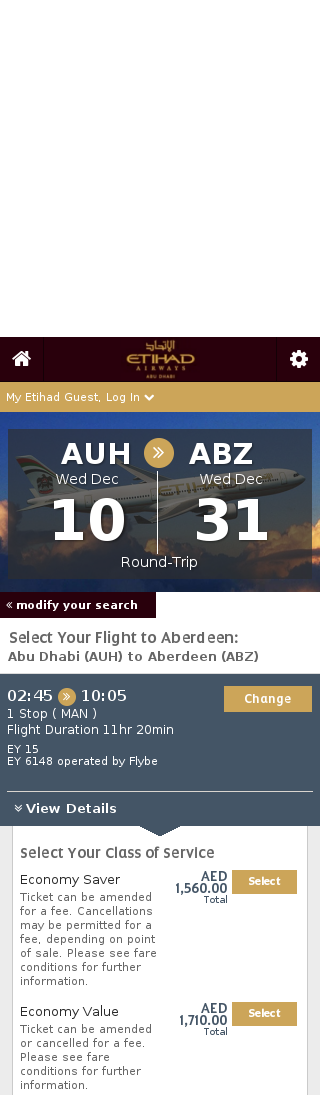 الإتحاد
ETIHAD
AIRWAYS
ABU DHABI
My Etihad Guest, Log In
AUH ABZ
Wed Dec Wed Dec
10 31
Round-Trip
« modify your search
Select Your Flight to Aberdeen:
Abu Dhabi (AUH) to Aberdeen (ABZ)
02:45 » 10:05
Change
1 Stop ( MAN )
Flight Duration 11hr 20min
EY 15
EY 6148 operated by Flybe
View Details
Select Your Class of Service
Economy Saver
AED
1,560.00
Total
Select
Ticket can be amended
for a fee. Cancellations
may be permitted for a
fee, depending on point
of sale. Please see fare
conditions for further
information.
Economy Value
AED
1,710.00
Total
Select
Ticket can be amended
or cancelled for a fee.
Please see fare
conditions for further
information.